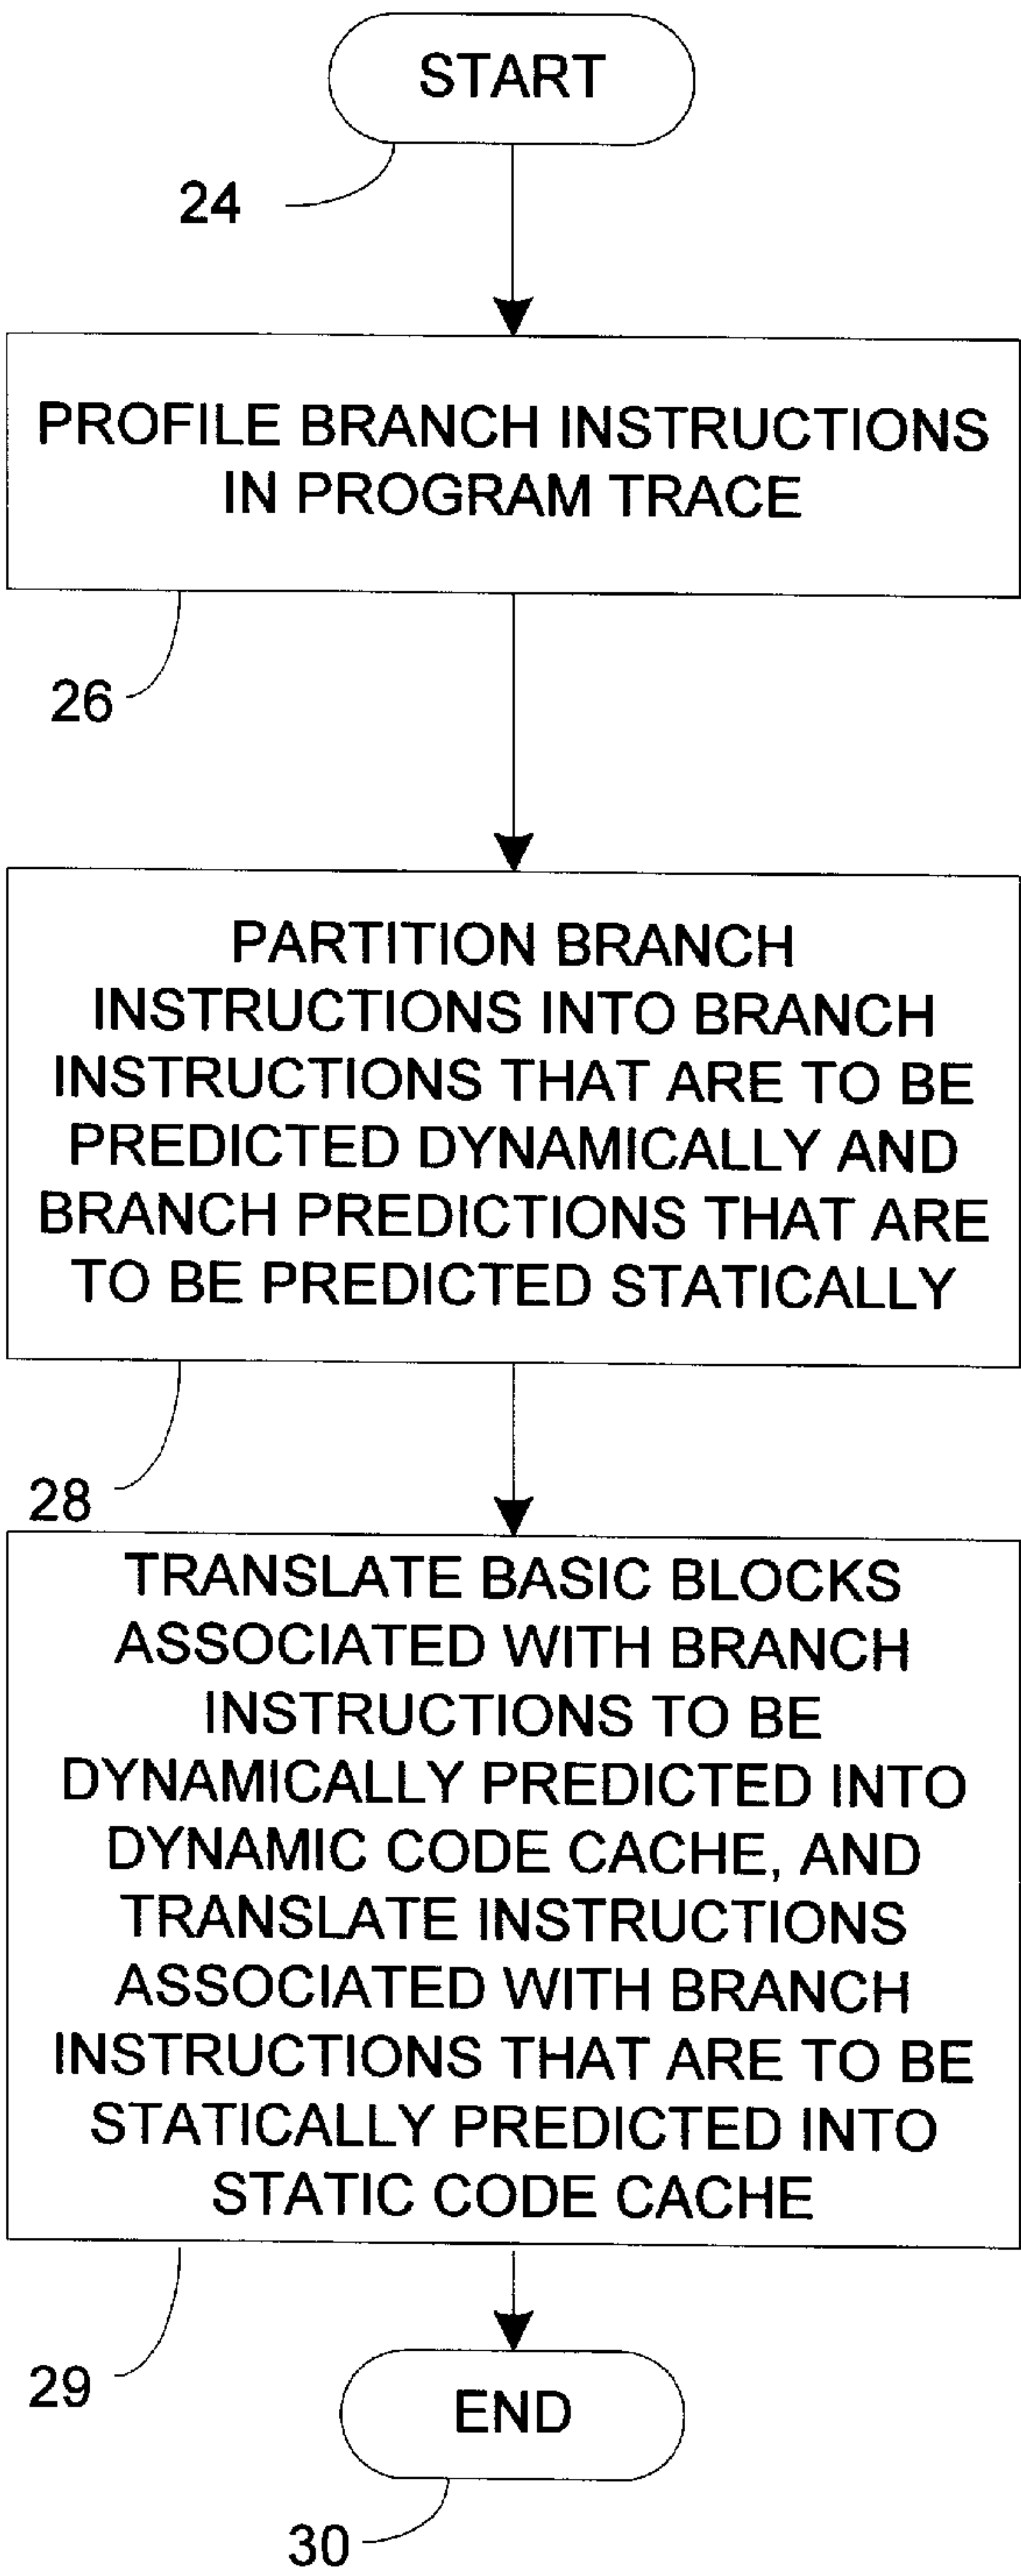 START
24
PROFILE BRANCH INSTRUCTIONS
IN PROGRAM TRACE
26
PARTITION BRANCH
INSTRUCTIONS INTO BRANCH
INSTRUCTIONS THAT ARE TO BE
PREDICTED DYNAMICALLY AND
BRANCH PREDICTIONS THAT ARE
TO BE PREDICTED STATICALLY
28
TRANSLATE BASIC BLOCKS
ASSOCIATED WITH BRANCH
INSTRUCTIONS TO BE
DYNAMICALLY PREDICTED INTO
DYNAMIC CODE CACHE, AND
TRANSLATE INSTRUCTIONS
ASSOCIATED WITH BRANCH
INSTRUCTIONS THAT ARE TO BE
STATICALLY PREDICTED INTO
STATIC CODE CACHE
29
END
30